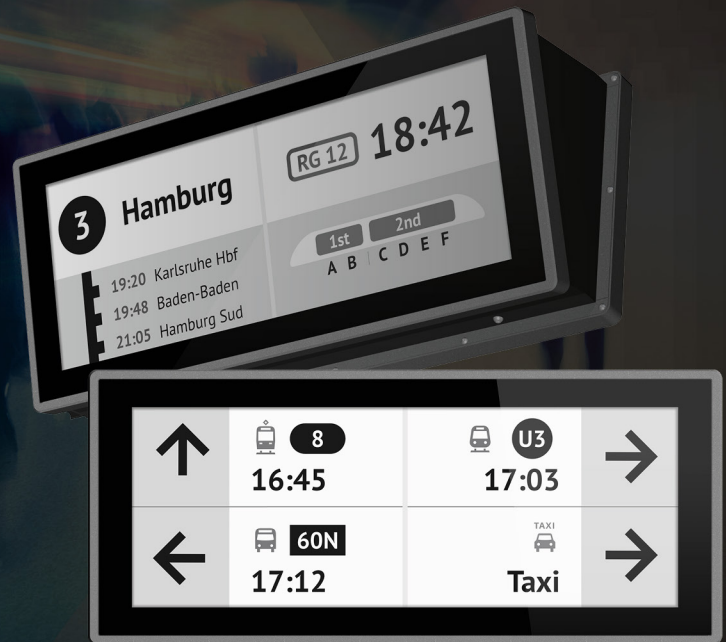 3 Hamburg
RG 12 18:42
19:20 Karlsruhe Hbf
19:48 Baden-Baden
21:05 Hamburg Sud
1st 2nd
A B C D E F
8
16:45
U3
17:03
60N
17:12
TAXI
Taxi